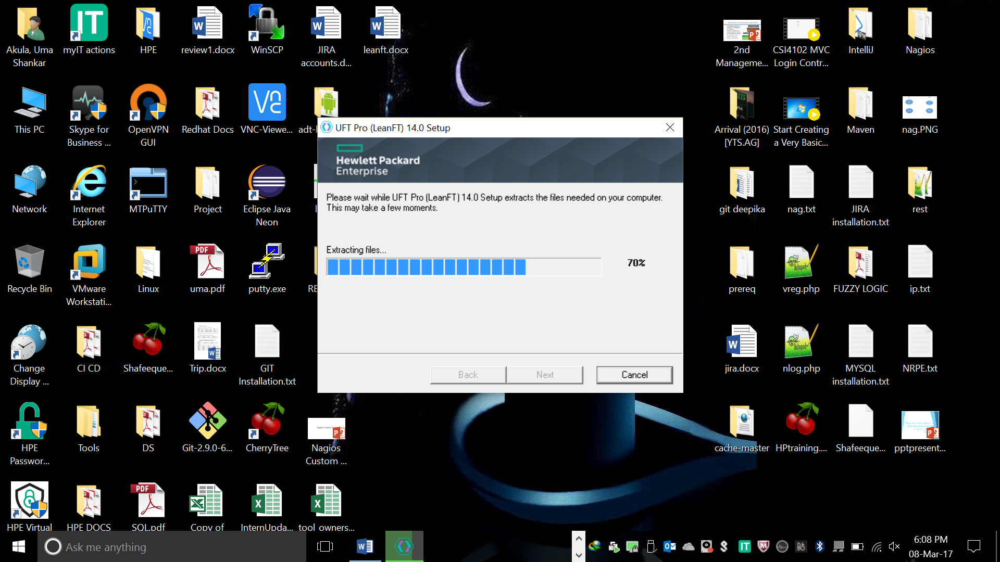 Akula, Uma
Shankar
myIT actions
HPE
review1.docx
WinSCP
JIRA
accounts.d...
leanft.docx
2nd
Manageme...
CSI4102 MVC
Login Contr...
IntelliJ
Nagios
This PC
Skype for
Business ...
OpenVPN
GUI
Redhat Docs
VNC-Viewe...
Arrival (2016)
[YTS.AG]
Start Creating
a Very Basic...
Maven
nag.PNG
Network
Internet
Explorer
MTPuTTY
Project
Eclipse Java
Neon
git deepika
nag.txt
JIRA
installation.txt
rest
Recycle Bin
VMware
Workstati...
Linux
uma.pdf
putty.exe
RE
prereq
vreg.php
FUZZY LOGIC
ip.txt
Change
Display ...
CI CD
Shafeeque...
Trip.docx
GIT
Installation.txt
jira.docx
nlog.php
MYSQL
installation.txt
NRPE.txt
HPE
Passwor...
Tools
DS
Git-2.9.0-6...
CherryTree
Nagios
Custom ...
cache-master
HPtraining....
Shafeeque...
pptpresent...
HPE Virtual
HPE DOCS
SQL.pdf
Copy of
InternUpda...
tool_owners...
UFT Pro (LeanFT) 14.0 Setup
Hewlett Packard
Enterprise
Please wait while UFT Pro (LeanFT) 14.0 Setup extracts the files needed on your computer.
This may take a few moments.
Extracting files...
70%
Back
Next
Cancel
Ask me anything
6:08 PM
08-Mar-17